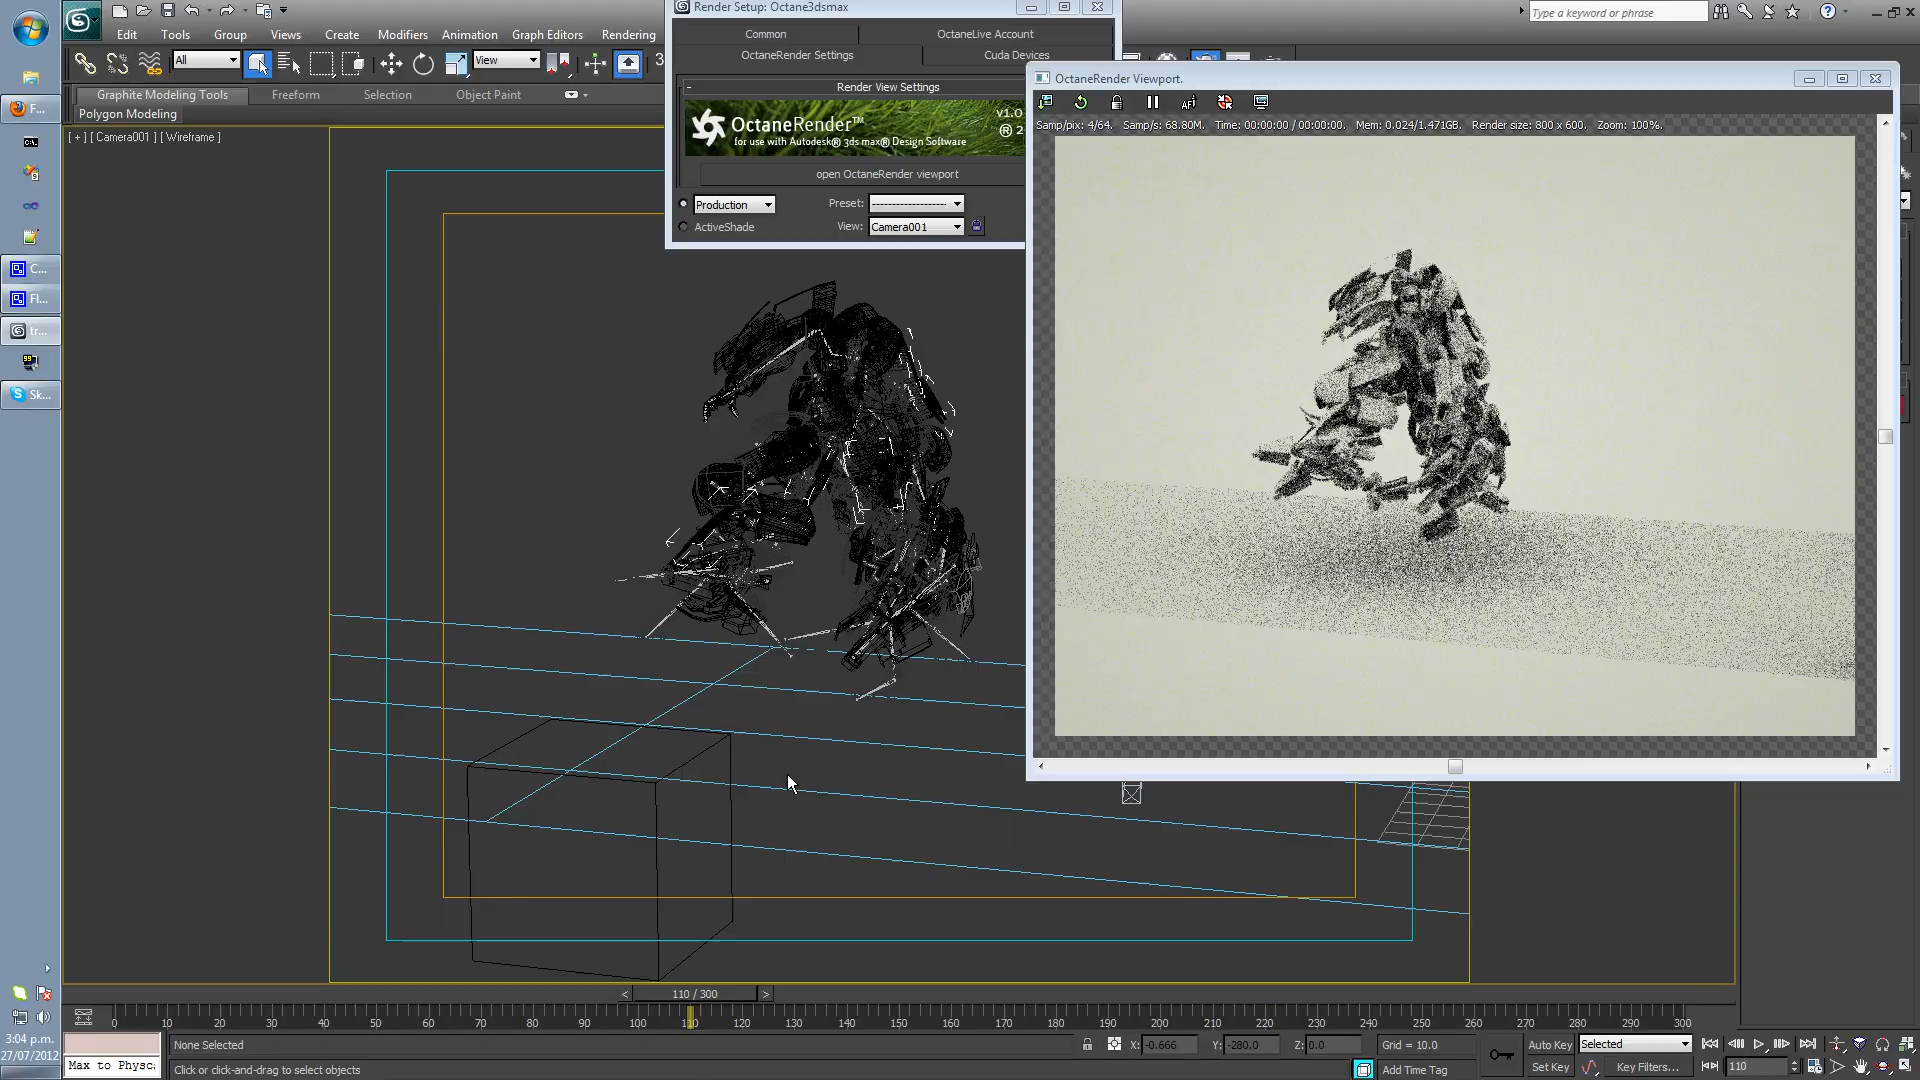 Render Setup: Octane3dsmax
Type a keyword or phrase
Edit Tools Group Views Create Modifiers Animation Graph Editors Rendering
Common OctaneLive Account
OctaneRender Settings Cuda Devices
All View 3
Graphite Modeling Tools Freeform Selection Object Paint
Polygon Modeling
Render View Settings
OctaneRender™ v1.0
for use with Autodesk® 3ds max® Design Software ® 2
open OctaneRender viewport
Production Preset: -------------------
ActiveShade View: Camera001
OctaneRender Viewport.
AF
Samp/pix: 4/64. Samp/s: 68.80M. Time: 00:00:00 / 00:00:00. Mem: 0.024/1.471GB. Render size: 800 x 600. Zoom: 100%.
[ + ] [ Camera001 ] [ Wireframe ]
F...
C:\
C...
Fl...
tr...
99
Sk...
< 110 / 300 >
0 10 20 30 40 50 60 70 80 90 100 110 120 130 140 150 160 170 180 190 200 210 220 230 240 250 260 270 280 290 300
3:04 p.m.
27/07/2012
None Selected X: -0.666 Y: -280.0 Z: 0.0 Grid = 10.0 Auto Key Selected
Max to Physc: Click or click-and-drag to select objects Add Time Tag Set Key Key Filters... 110